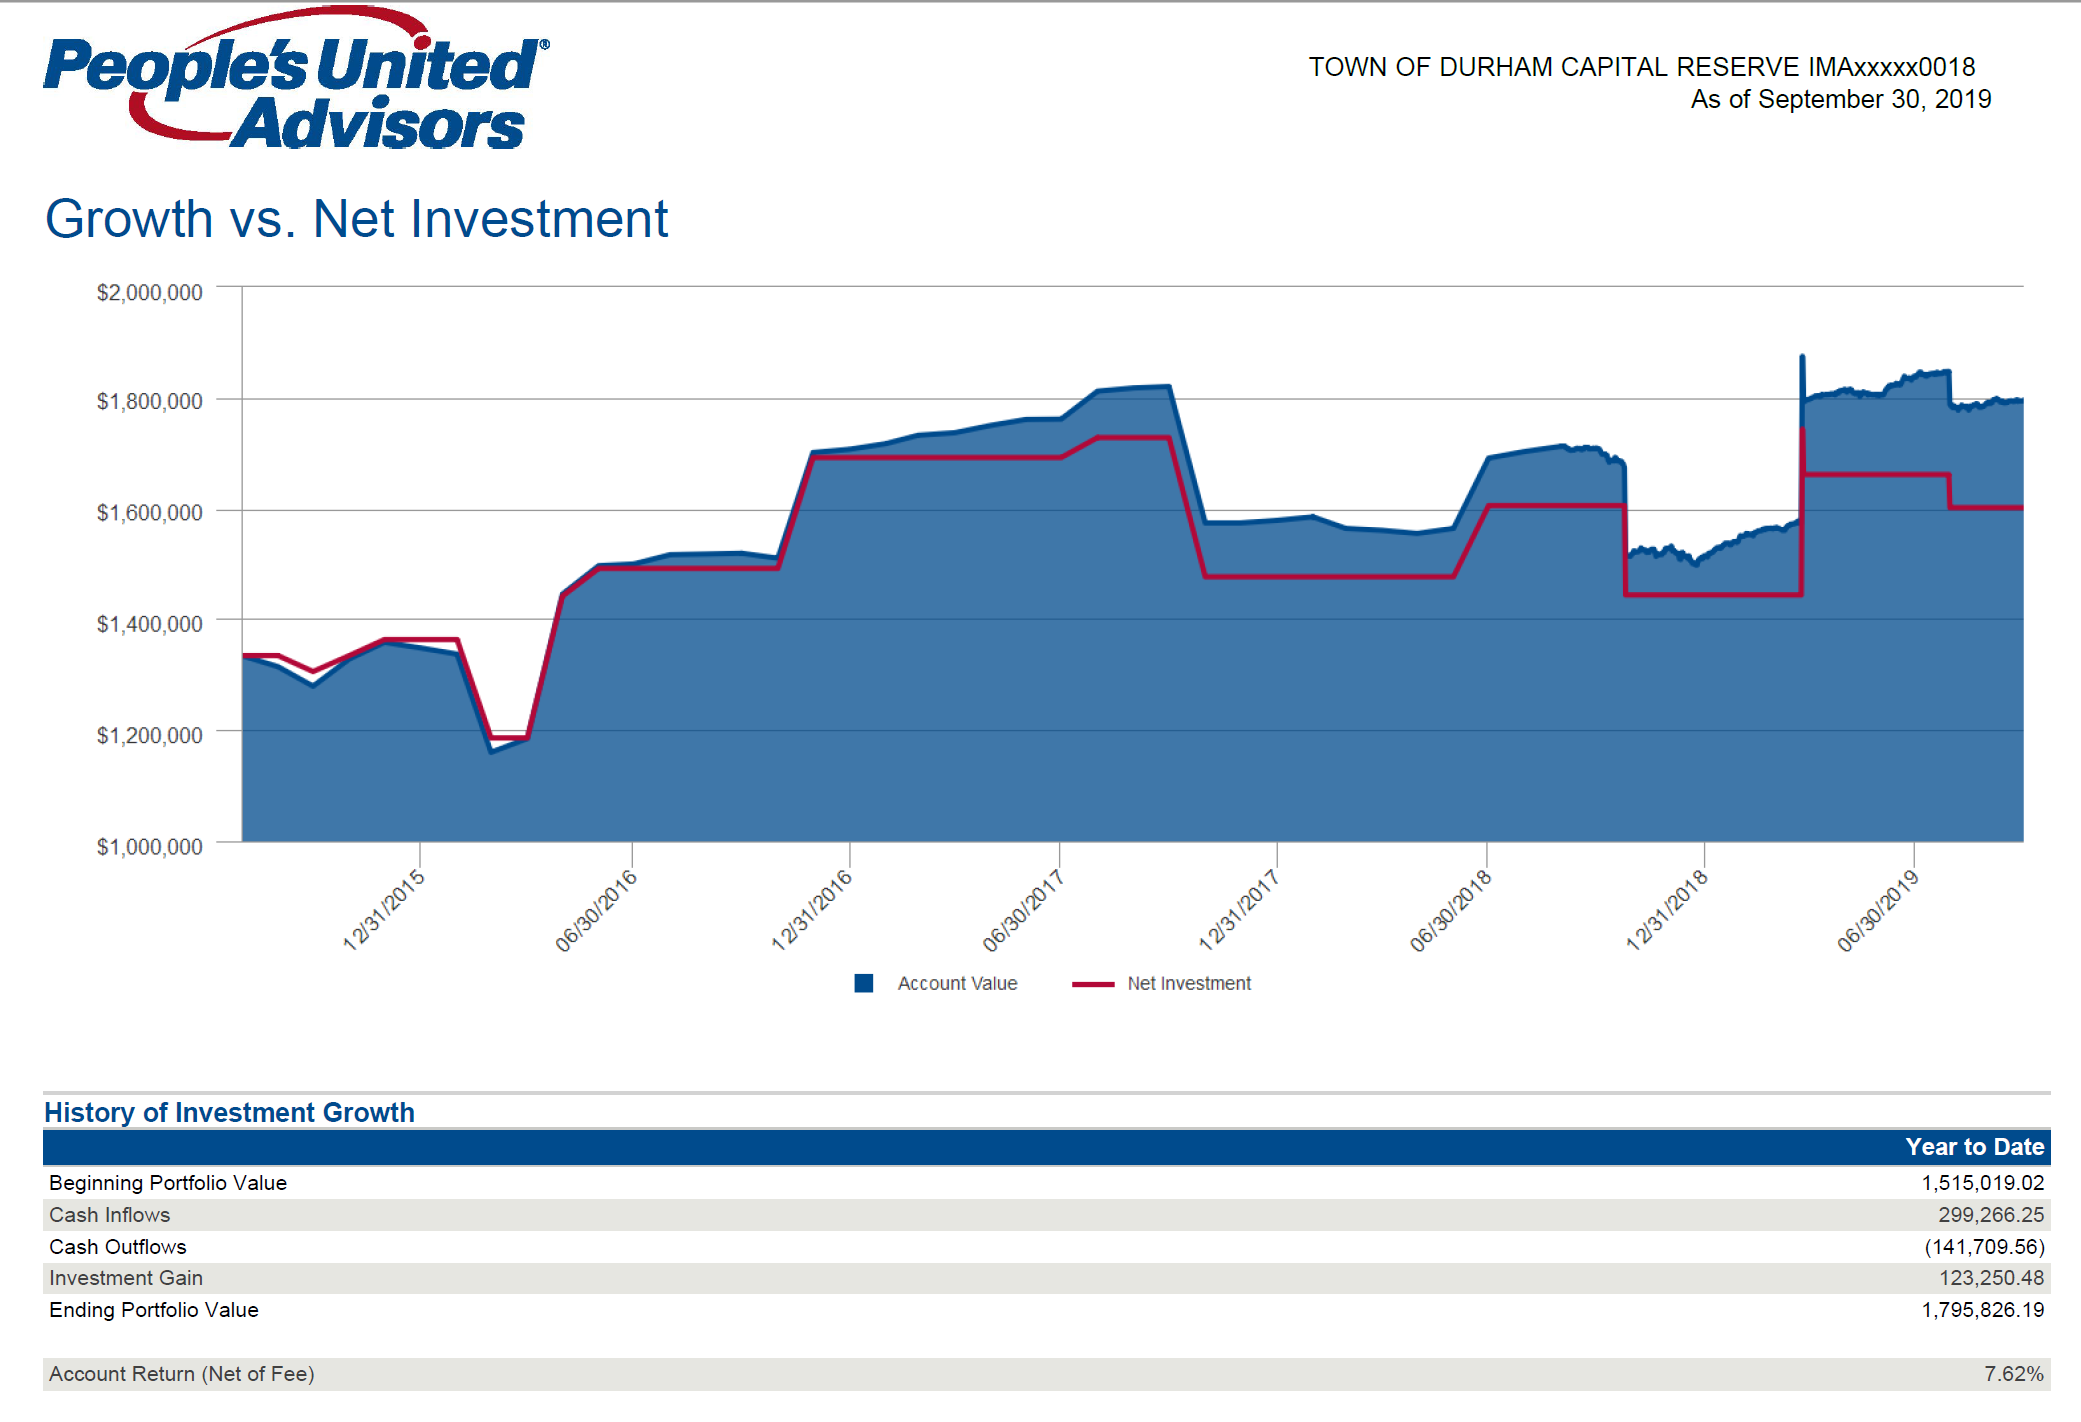 People's United®
Advisors
TOWN OF DURHAM CAPITAL RESERVE IMAxxxxx0018
As of September 30, 2019
Growth vs. Net Investment
$2,000,000
$1,800,000
$1,600,000
$1,400,000
$1,200,000
$1,000,000
12/31/2015
06/30/2016
12/31/2016
06/30/2017
12/31/2017
06/30/2018
12/31/2018
06/30/2019
Account Value Net Investment
History of Investment Growth
Year to Date
Beginning Portfolio Value 1,515,019.02
Cash Inflows 299,266.25
Cash Outflows (141,709.56)
Investment Gain 123,250.48
Ending Portfolio Value 1,795,826.19
Account Return (Net of Fee) 7.62%